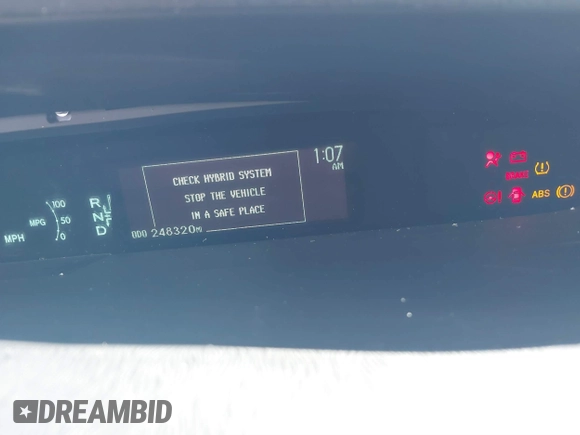 CHECK HYBRID SYSTEM
STOP THE VEHICLE
IN A SAFE PLACE
1:07
AM
100
MPG 50
0
MPH
R
N
D
ODO 248320 MI
ABS
DREAMBID